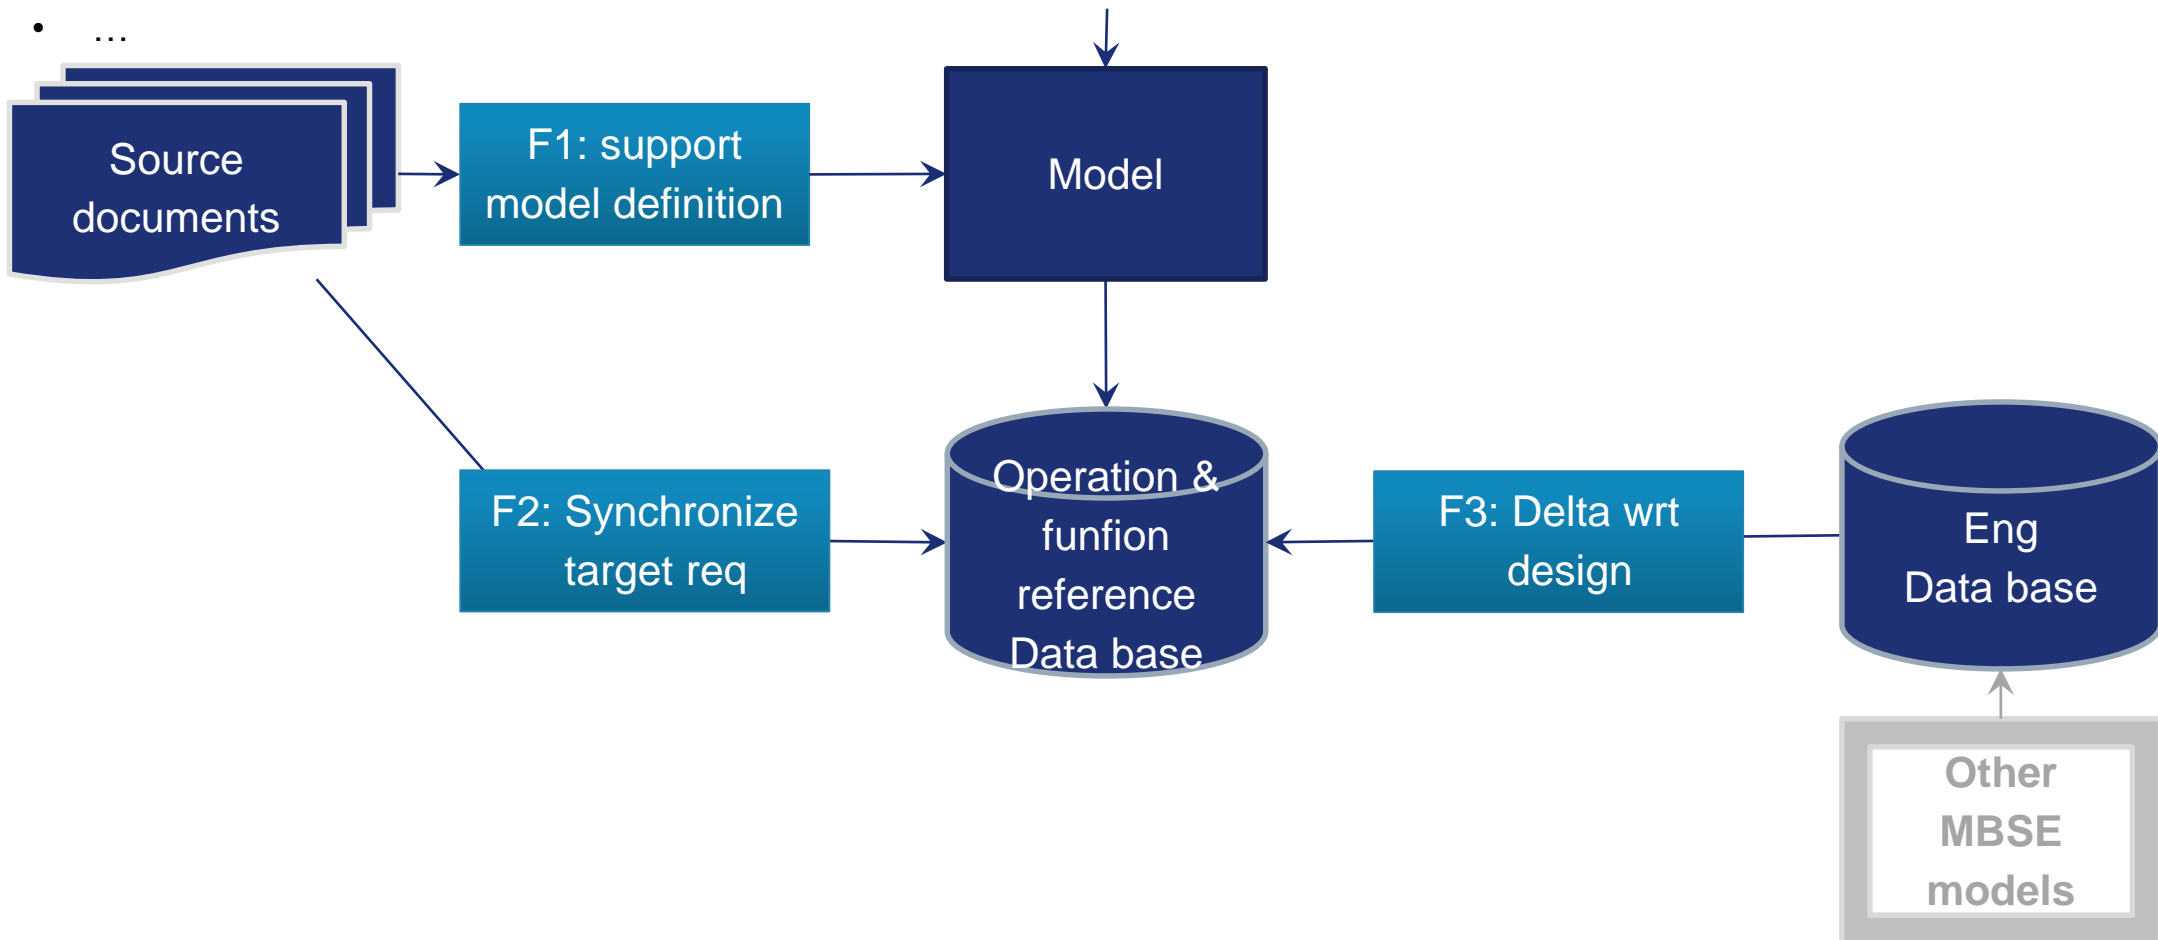 • ...
Source
documents
F1: support
model definition
Model
F2: Synchronize
target req
Operation &
funfion
reference
Data base
F3: Delta wrt
design
Eng
Data base
Other
MBSE
models